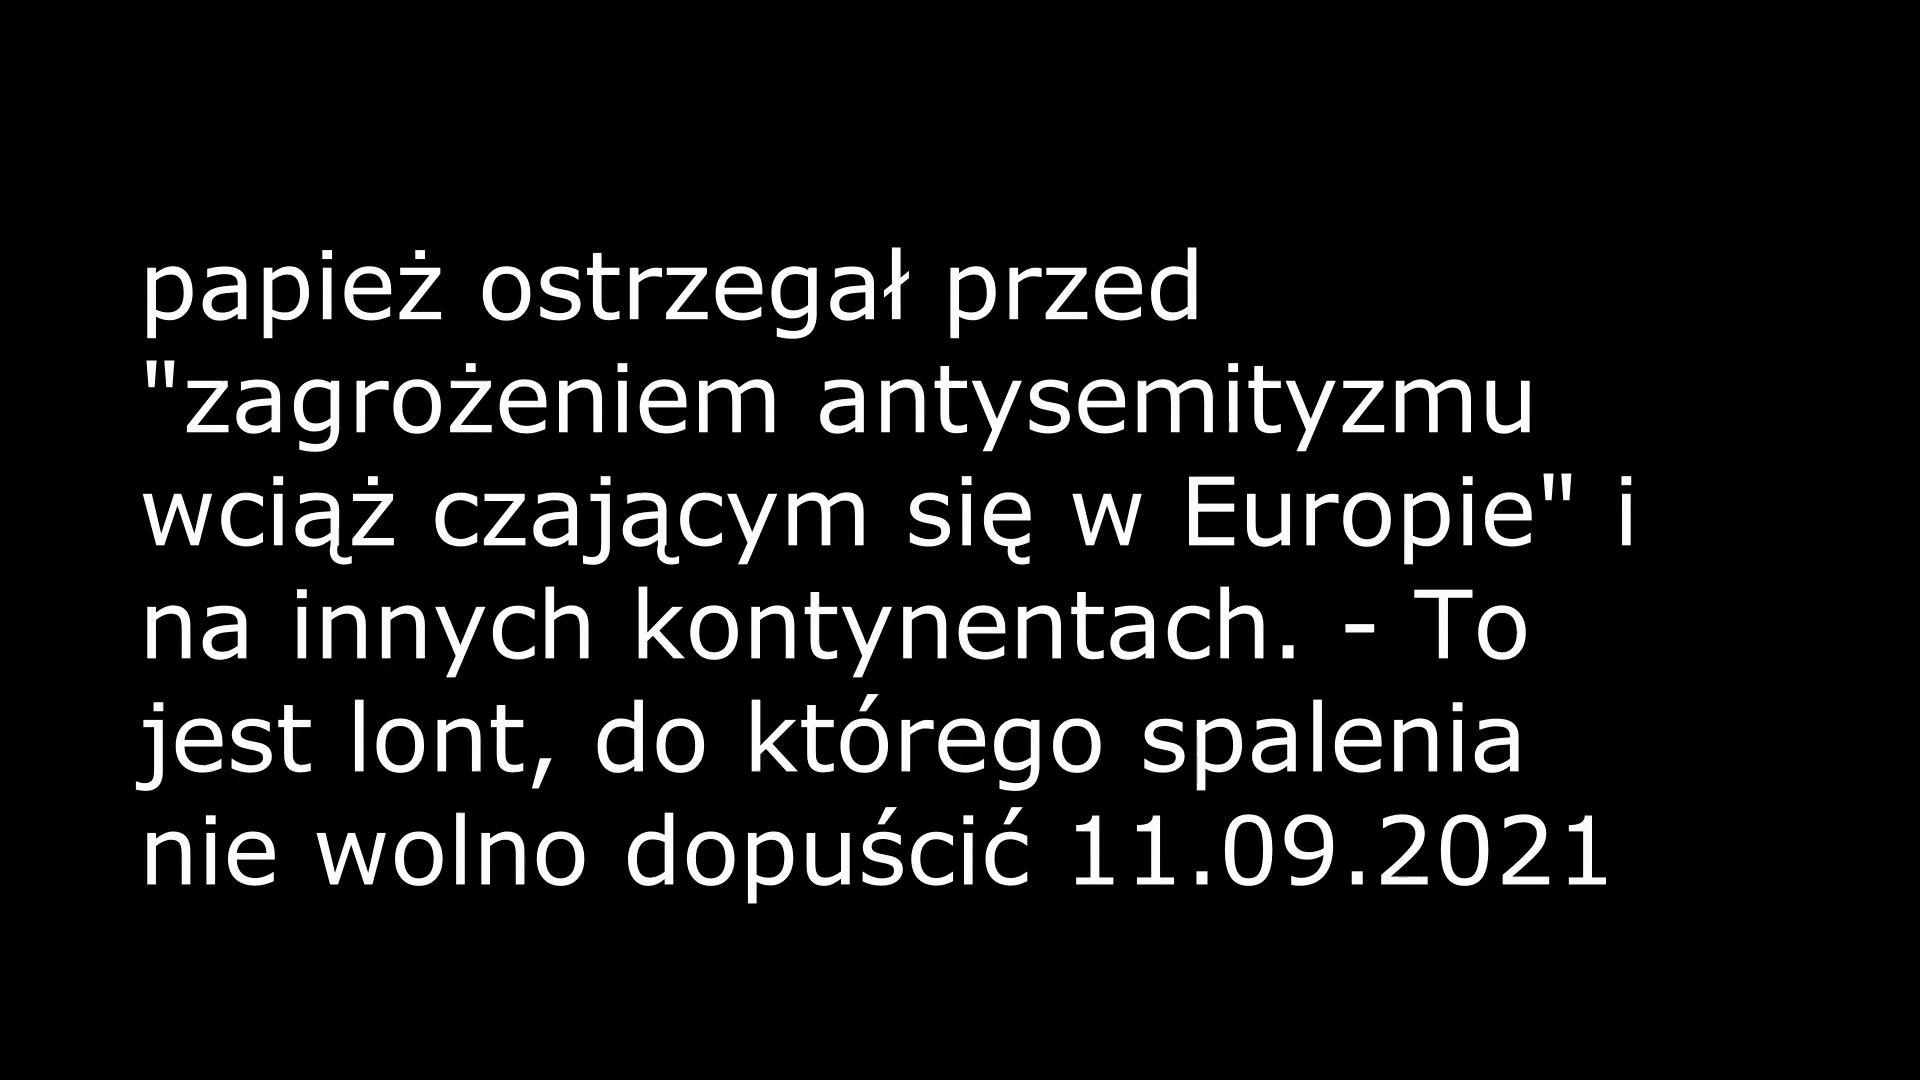 papież ostrzegał przed
"zagrożeniem antysemityzmu
wciąż czającym się w Europie" i
na innych kontynentach. - To
jest lont, do którego spalenia
nie wolno dopuścić 11.09.2021